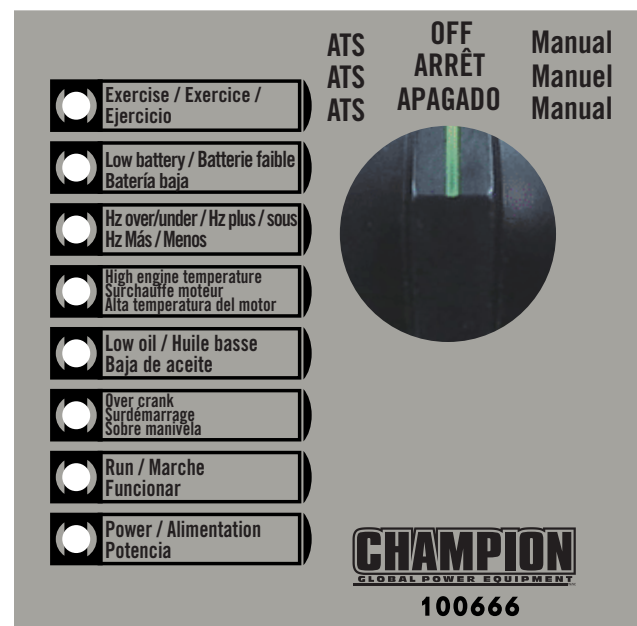 ATS OFF Manual
ATS ARRÊT Manuel
ATS APAGADO Manual
Exercise / Exercice /
Ejercicio
Low battery / Batterie faible
Batería baja
Hz over/under / Hz plus / sous
Hz Más / Menos
High engine temperature
Surchauffe moteur
Alta temperatura del motor
Low oil / Huile basse
Baja de aceite
Over crank
Surdémarrage
Sobre manivela
Run / Marche
Funcionar
Power / Alimentation
Potencia
CHAMPION
GLOBAL POWER EQUIPMENT
100666